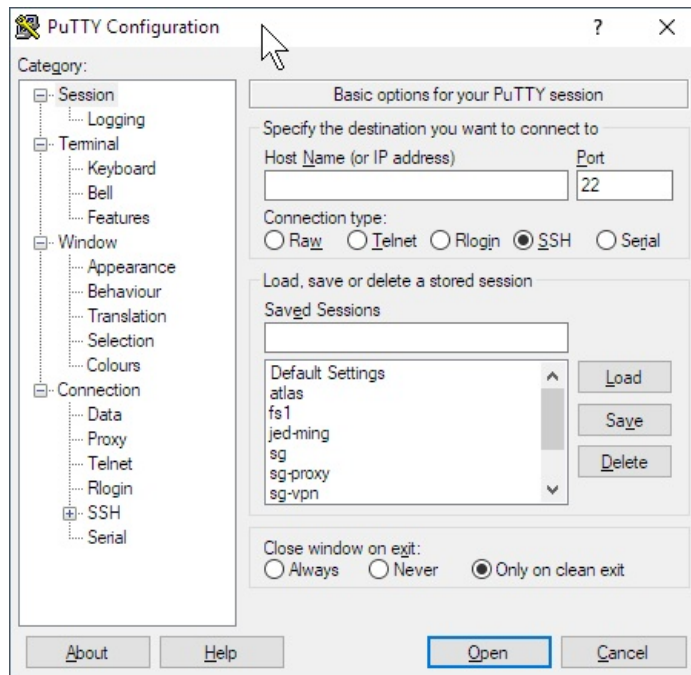 PuTTY Configuration ? ×
Category:
Session
Logging
Terminal
Keyboard
Bell
Features
Window
Appearance
Behaviour
Translation
Selection
Colours
Connection
Data
Proxy
Telnet
Rlogin
SSH
Serial
Basic options for your PuTTY session
Specify the destination you want to connect to
Host Name (or IP address) Port
22
Connection type:
Raw Telnet Rlogin SSH Serial
Load, save or delete a stored session
Saved Sessions
Default Settings
atlas
fs1
jed-ming
sg
sg-proxy
sg-vpn
Load
Save
Delete
Close window on exit:
Always Never Only on clean exit
About Help Open Cancel